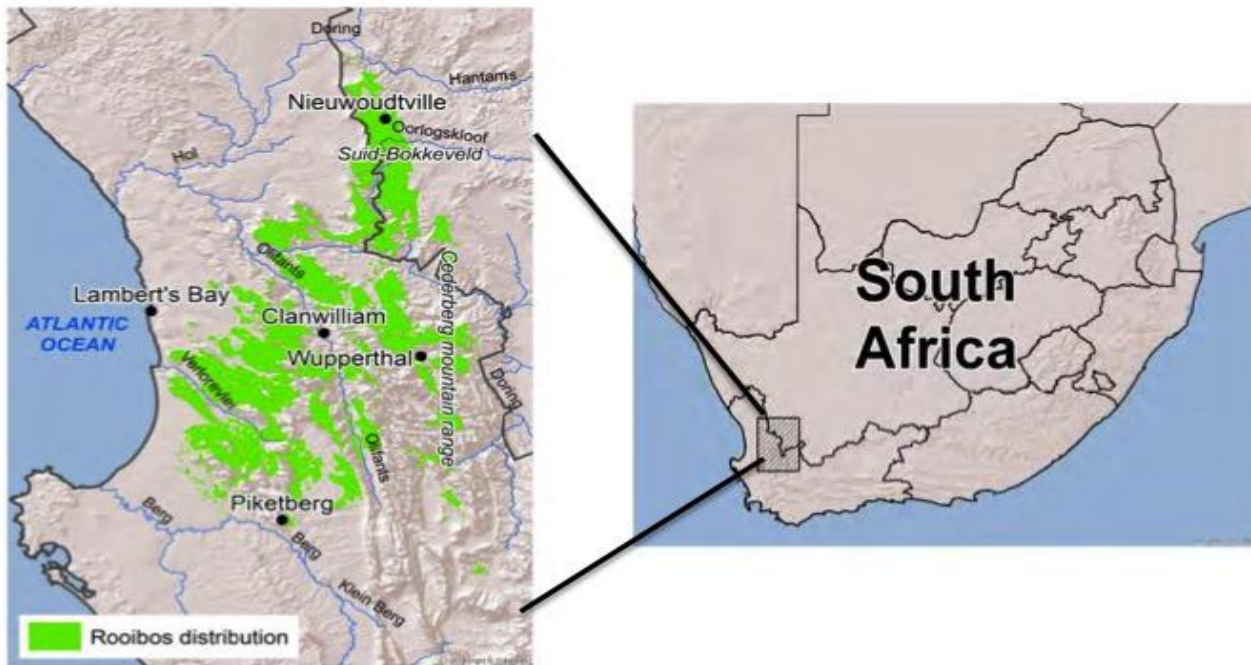 Doring
Hantams
Nieuwoudtville
Oorlogskloof
Suid-Bokkeveld
Hol
Olifants
Cederberg mountain range
Lambert's Bay
Clanwilliam
ATLANTIC
OCEAN
Wupperthal
Verlorevlei
Doring
Olifants
Piketberg
Berg
Berg
Klein Berg
Rooibos distribution
South
Africa